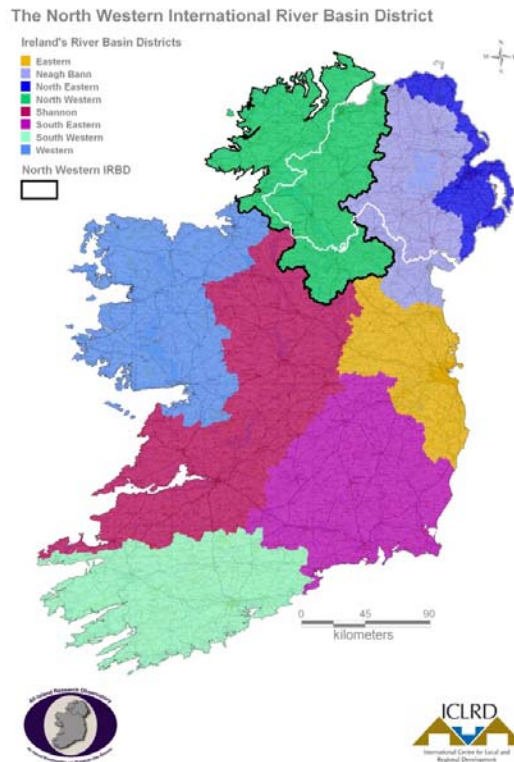 The North Western International River Basin District
Ireland's River Basin Districts
Eastern
Neagh Bann
North Eastern
North Western
Shannon
South Eastern
South Western
Western
North Western IRBD
0 45 90
kilometers
All-Island Research Observatory
ICLRD
International Centre for Local and
Regional Development